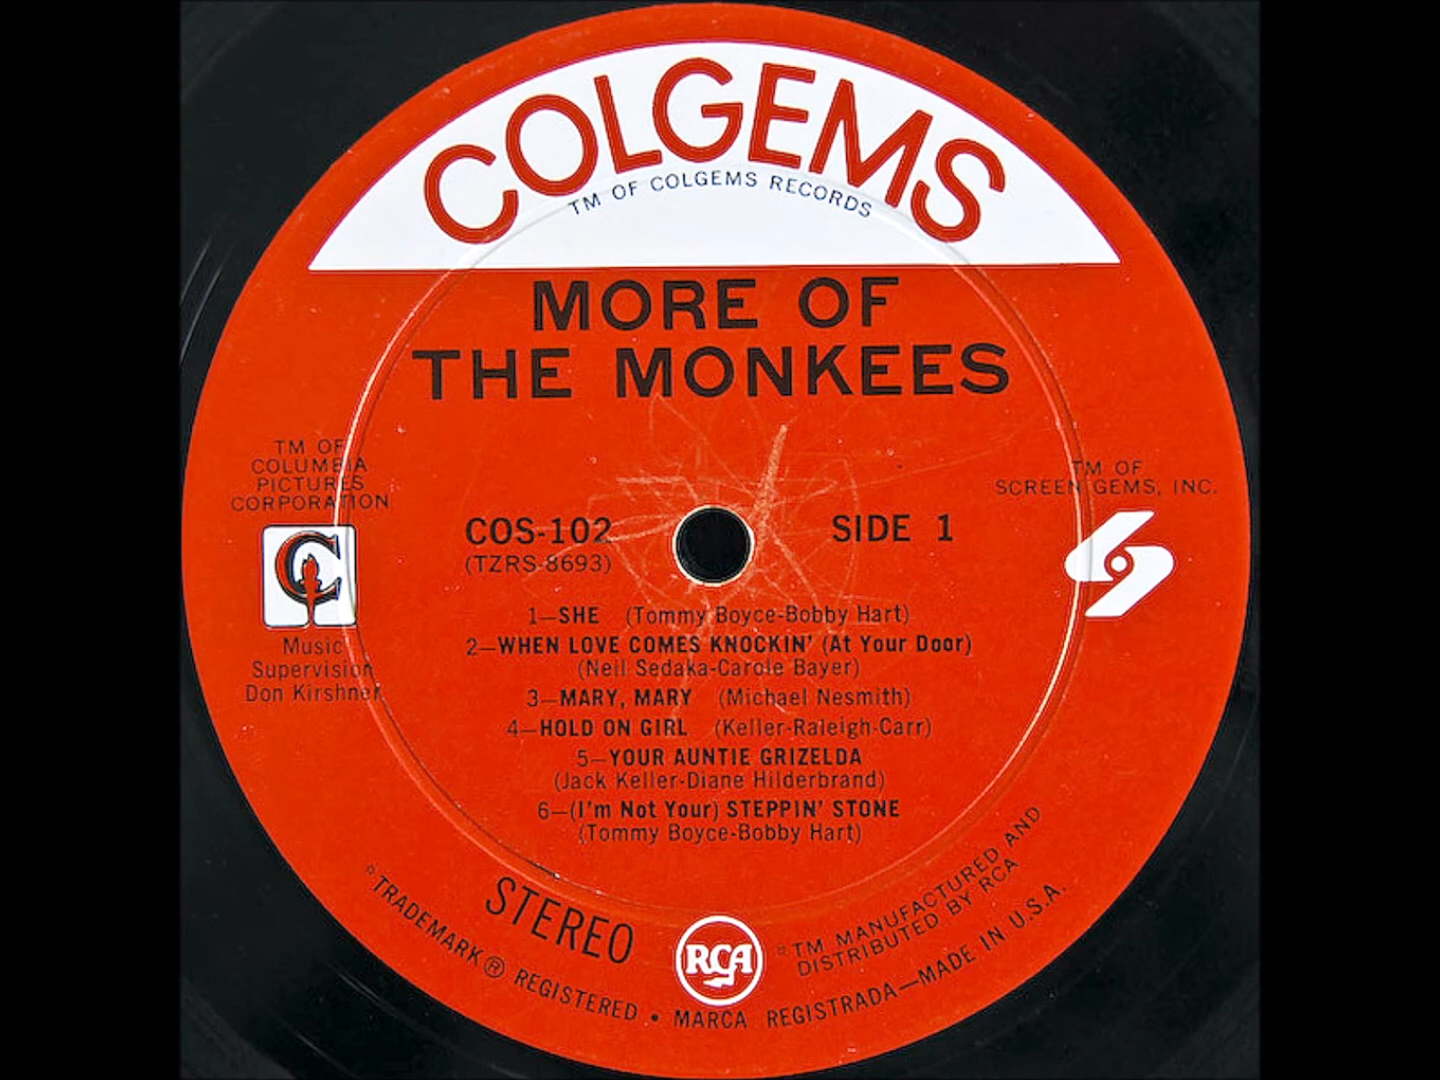 COLGEMS
TM OF COLGEMS RECORDS
MORE OF
THE MONKEES
TM OF
COLUMBIA
PICTURES
CORPORATION
TM OF
SCREEN GEMS, INC.
COS-102
(TZRS-8693)
SIDE 1
C
Music
Supervision
Don Kirshner
1—SHE (Tommy Boyce-Bobby Hart)
2—WHEN LOVE COMES KNOCKIN' (At Your Door)
(Neil Sedaka-Carole Bayer)
3—MARY, MARY (Michael Nesmith)
4—HOLD ON GIRL (Keller-Raleigh-Carr)
5—YOUR AUNTIE GRIZELDA
(Jack Keller-Diane Hilderbrand)
6—(I'm Not Your) STEPPIN' STONE
(Tommy Boyce-Bobby Hart)
STEREO
RCA
TM MANUFACTURED AND
DISTRIBUTED BY RCA
TRADEMARK ® REGISTERED • MARCA REGISTRADA—MADE IN U.S.A.